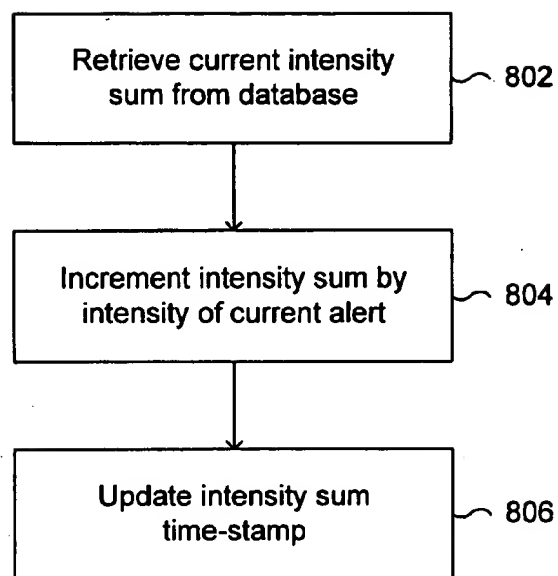 Retrieve current intensity
sum from database
802
Increment intensity sum by
intensity of current alert
804
Update intensity sum
time-stamp
806